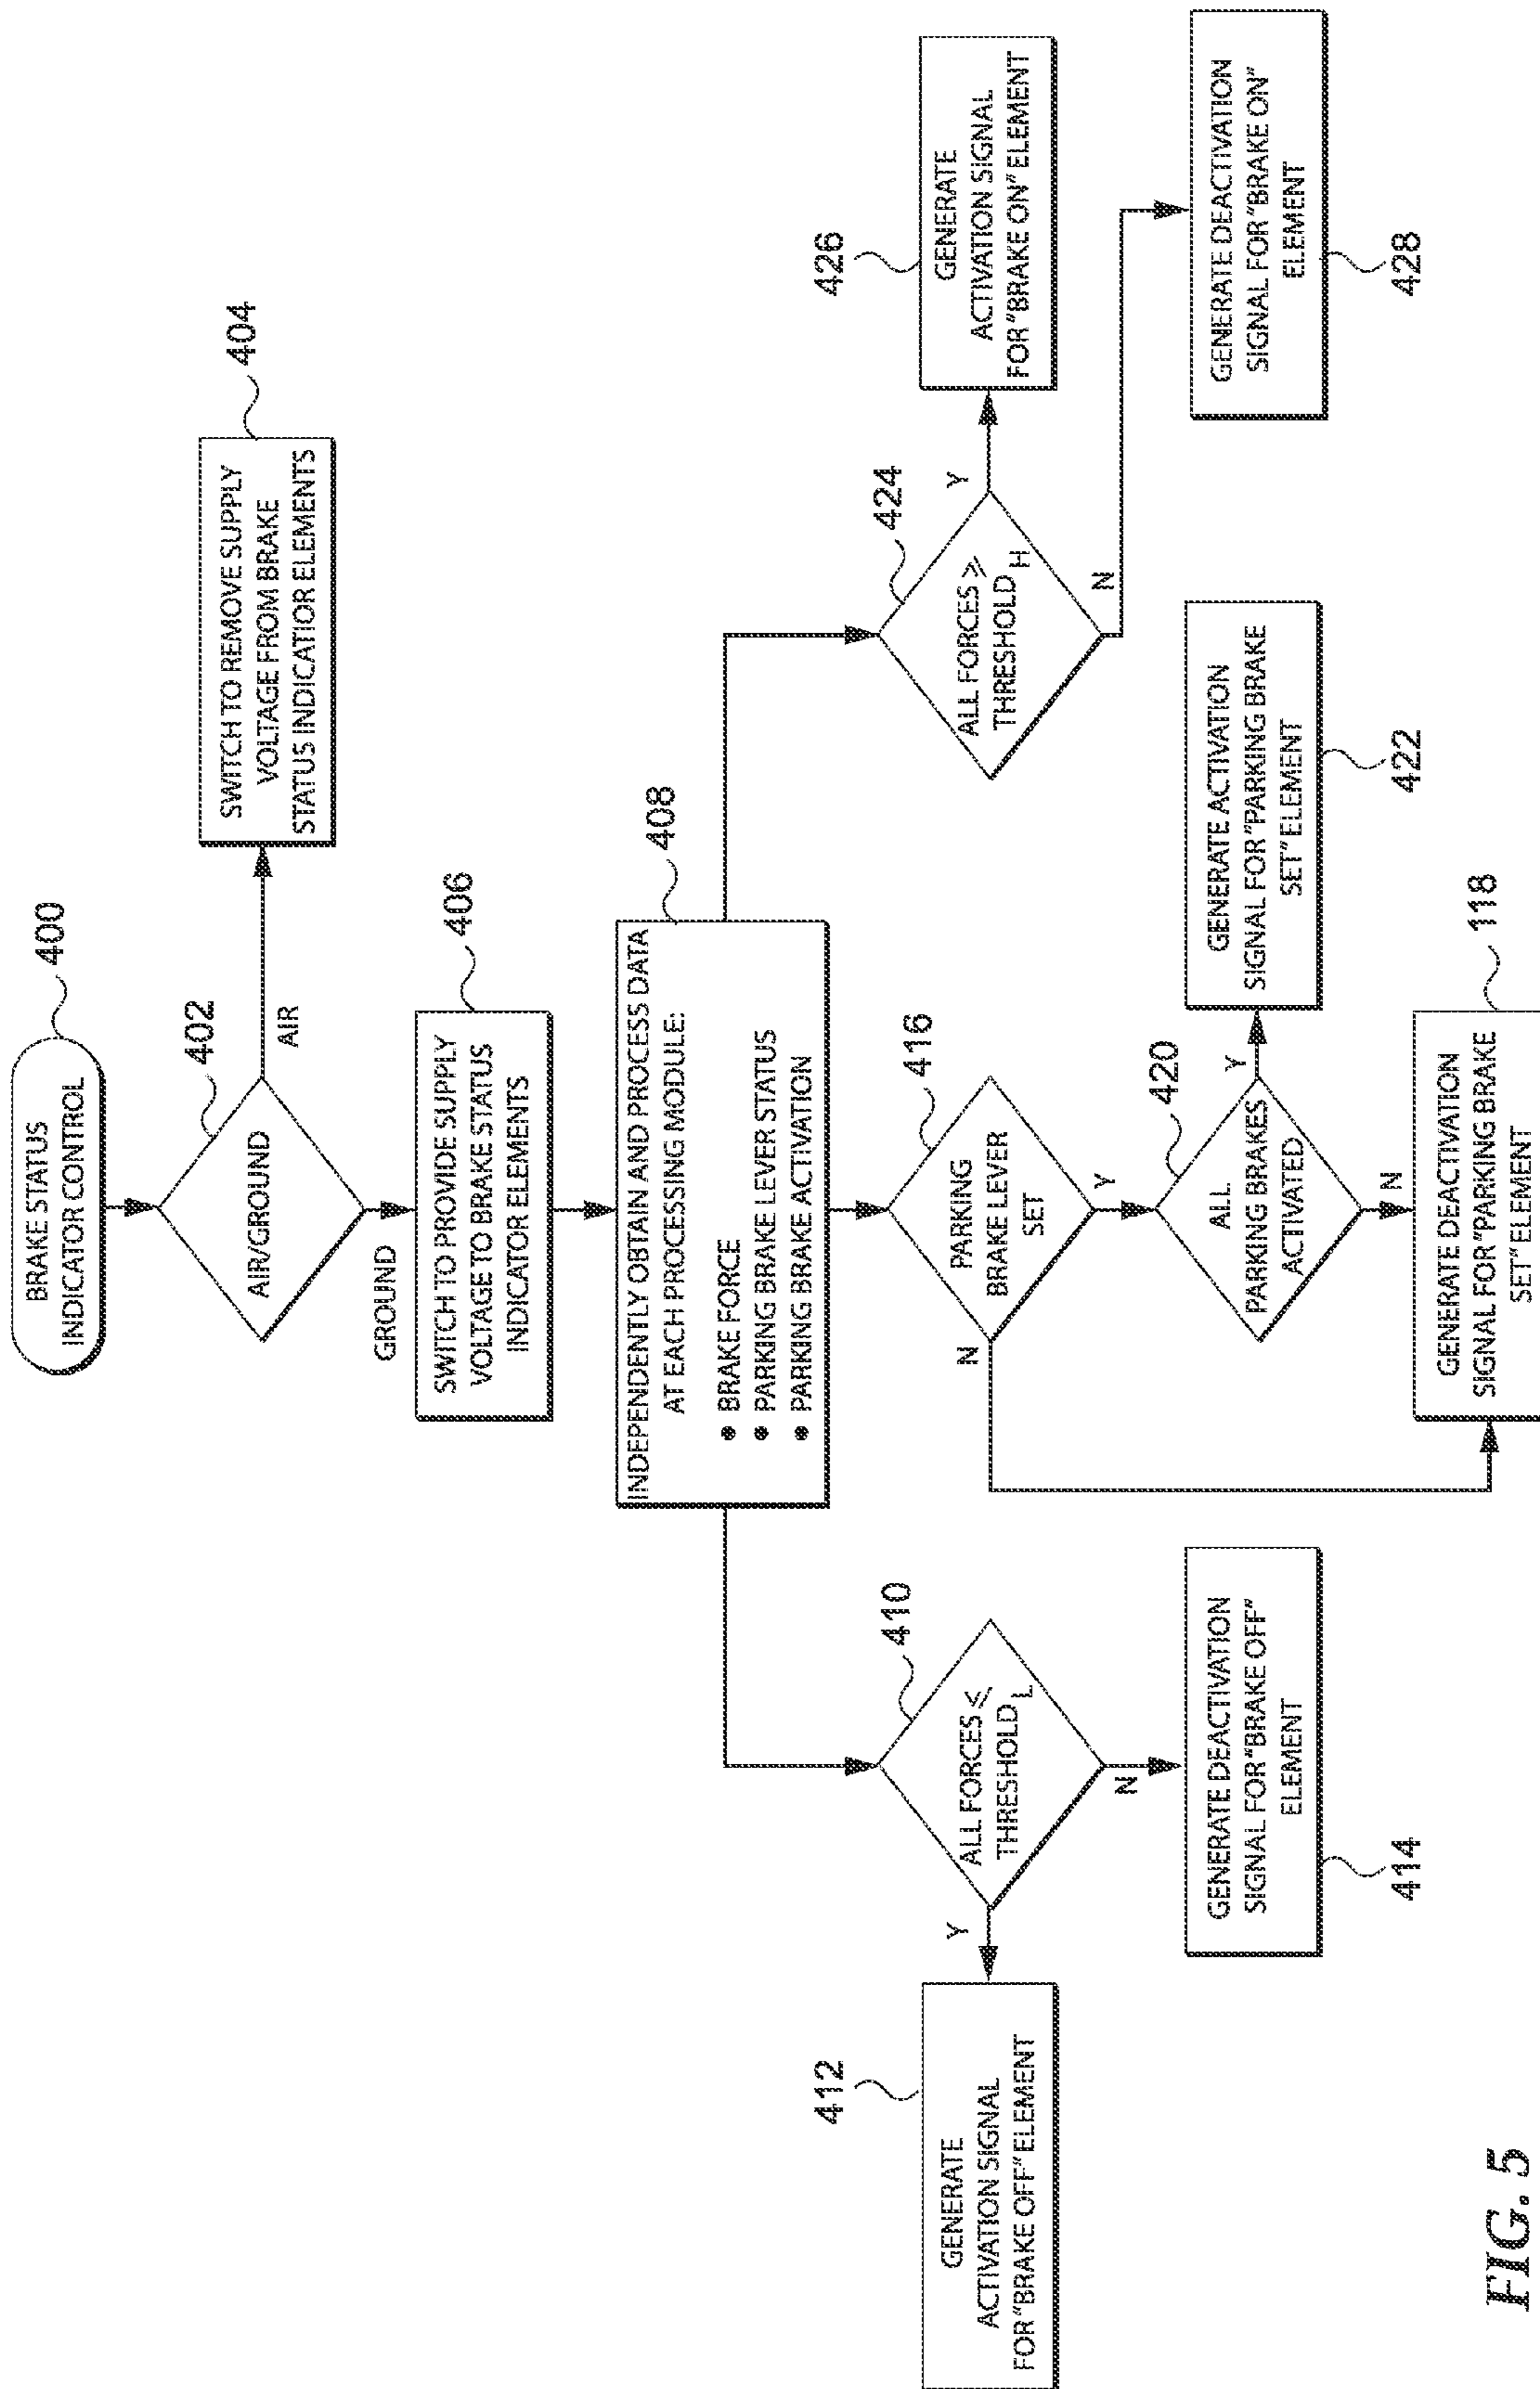 BRAKE STATUS
INDICATOR CONTROL
400
402
AIR/GROUND
AIR
GROUND
SWITCH TO REMOVE SUPPLY
VOLTAGE FROM BRAKE
STATUS INDICATIOR ELEMENTS
404
SWITCH TO PROVIDE SUPPLY
VOLTAGE TO BRAKE STATUS
INDICATOR ELEMENTS
406
INDEPENDENTLY OBTAIN AND PROCESS DATA
AT EACH PROCESSING MODULE:
● BRAKE FORCE
● PARKING BRAKE LEVER STATUS
● PARKING BRAKE ACTIVATION
408
410
ALL FORCES ≤
THRESHOLD L
Y
N
412
GENERATE
ACTIVATION SIGNAL
FOR "BRAKE OFF" ELEMENT
GENERATE DEACTIVATION
SIGNAL FOR "BRAKE OFF"
ELEMENT
414
416
PARKING
BRAKE LEVER
SET
N
Y
420
ALL
PARKING BRAKES
ACTIVATED
Y
N
GENERATE ACTIVATION
SIGNAL FOR "PARKING BRAKE
SET" ELEMENT
422
GENERATE DEACTIVATION
SIGNAL FOR "PARKING BRAKE
SET" ELEMENT
118
424
ALL FORCES ≥
THRESHOLD H
Y
N
426
GENERATE
ACTIVATION SIGNAL
FOR "BRAKE ON" ELEMENT
GENERATE DEACTIVATION
SIGNAL FOR "BRAKE ON"
ELEMENT
428
FIG. 5